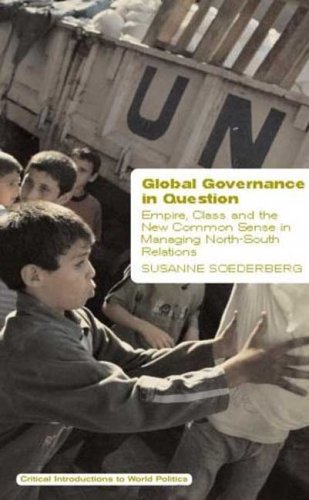 UN
Global Governance
in Question
Empire, Class and the
New Common Sense in
Managing North-South
Relations
SUSANNE SOEDERBERG
Critical Introductions to World Politics